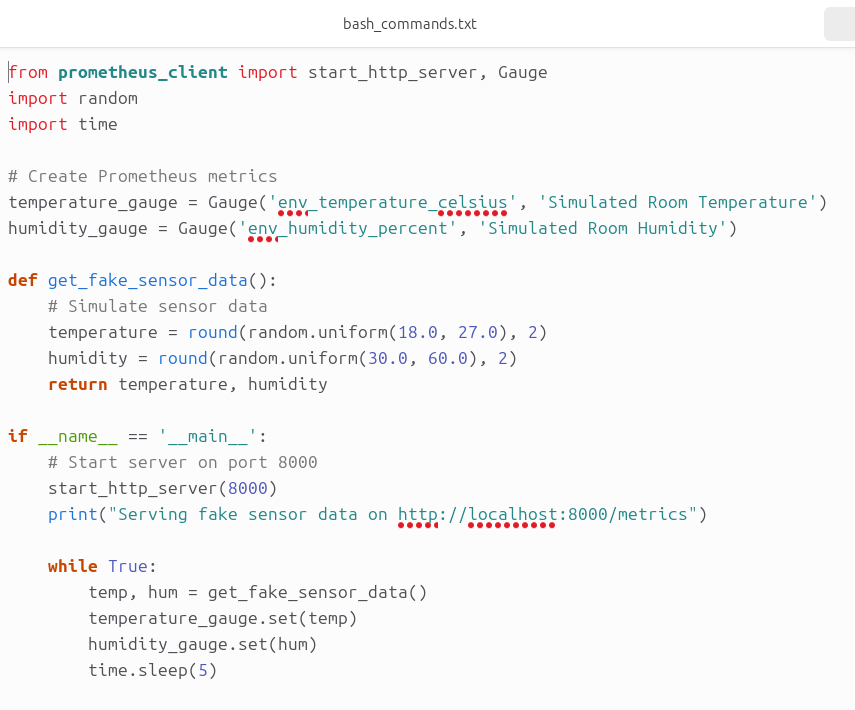 bash_commands.txt
from prometheus_client import start_http_server, Gauge
import random
import time

# Create Prometheus metrics
temperature_gauge = Gauge('env_temperature_celsius', 'Simulated Room Temperature')
humidity_gauge = Gauge('env_humidity_percent', 'Simulated Room Humidity')

def get_fake_sensor_data():
    # Simulate sensor data
    temperature = round(random.uniform(18.0, 27.0), 2)
    humidity = round(random.uniform(30.0, 60.0), 2)
    return temperature, humidity

if __name__ == '__main__':
    # Start server on port 8000
    start_http_server(8000)
    print("Serving fake sensor data on http://localhost:8000/metrics")

    while True:
        temp, hum = get_fake_sensor_data()
        temperature_gauge.set(temp)
        humidity_gauge.set(hum)
        time.sleep(5)